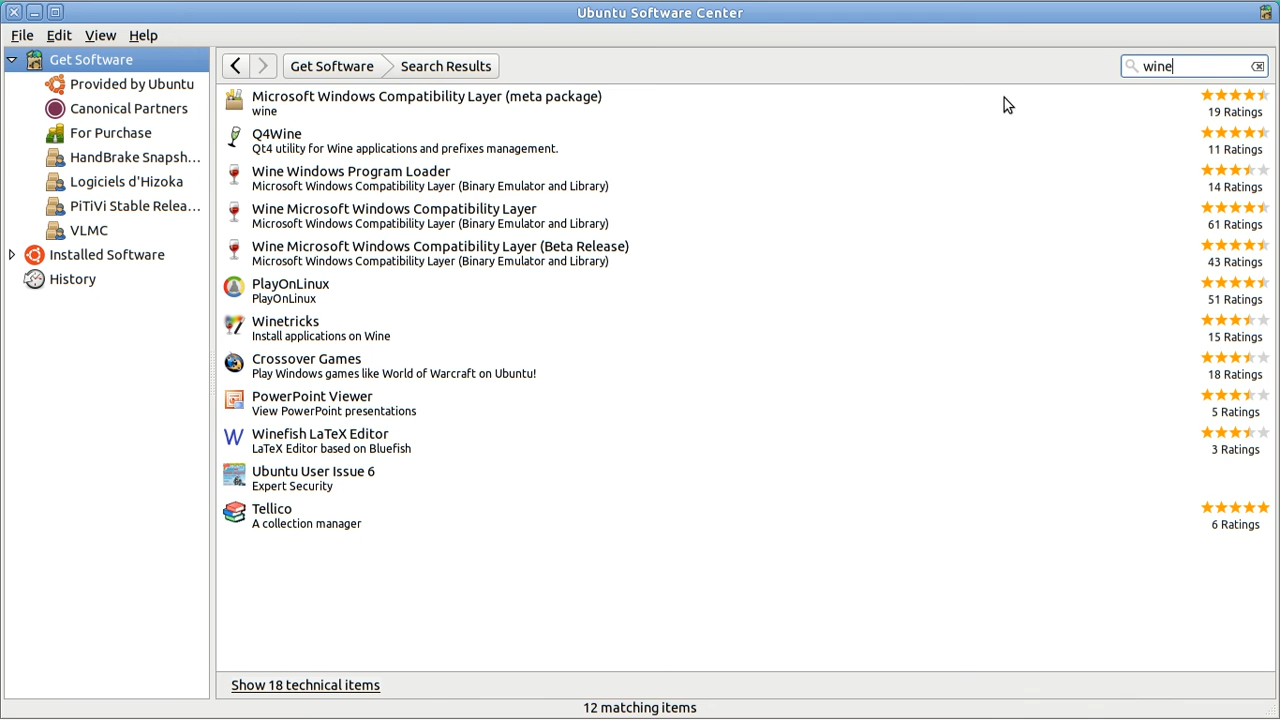 Ubuntu Software Center
File Edit View Help
Get Software
Provided by Ubuntu
Canonical Partners
For Purchase
HandBrake Snapsh...
Logiciels d'Hizoka
PiTiVi Stable Relea...
VLMC
Installed Software
History
Get Software Search Results
wine
Microsoft Windows Compatibility Layer (meta package)
wine
19 Ratings
Q4Wine
Qt4 utility for Wine applications and prefixes management.
11 Ratings
Wine Windows Program Loader
Microsoft Windows Compatibility Layer (Binary Emulator and Library)
14 Ratings
Wine Microsoft Windows Compatibility Layer
Microsoft Windows Compatibility Layer (Binary Emulator and Library)
61 Ratings
Wine Microsoft Windows Compatibility Layer (Beta Release)
Microsoft Windows Compatibility Layer (Binary Emulator and Library)
43 Ratings
PlayOnLinux
PlayOnLinux
51 Ratings
Winetricks
Install applications on Wine
15 Ratings
Crossover Games
Play Windows games like World of Warcraft on Ubuntu!
18 Ratings
PowerPoint Viewer
View PowerPoint presentations
5 Ratings
Winefish LaTeX Editor
LaTeX Editor based on Bluefish
3 Ratings
Ubuntu User Issue 6
Expert Security
Tellico
A collection manager
6 Ratings
Show 18 technical items
12 matching items